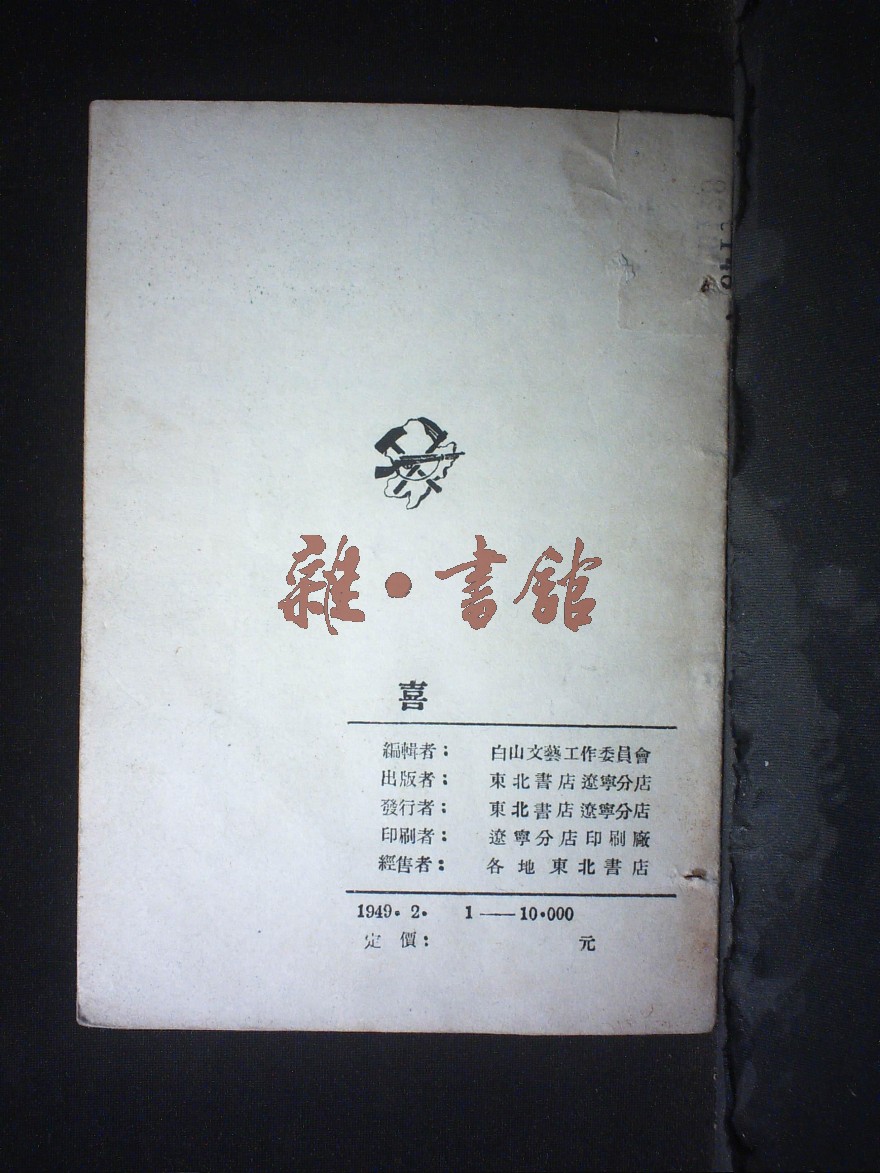 雜·書館
喜
編輯者： 白山文藝工作委員會
出版者： 東北書店遼寧分店
發行者： 東北書店遼寧分店
印刷者： 遼寧分店印刷廠
經售者： 各地東北書店
1949·2· 1——10·000
定價： 元